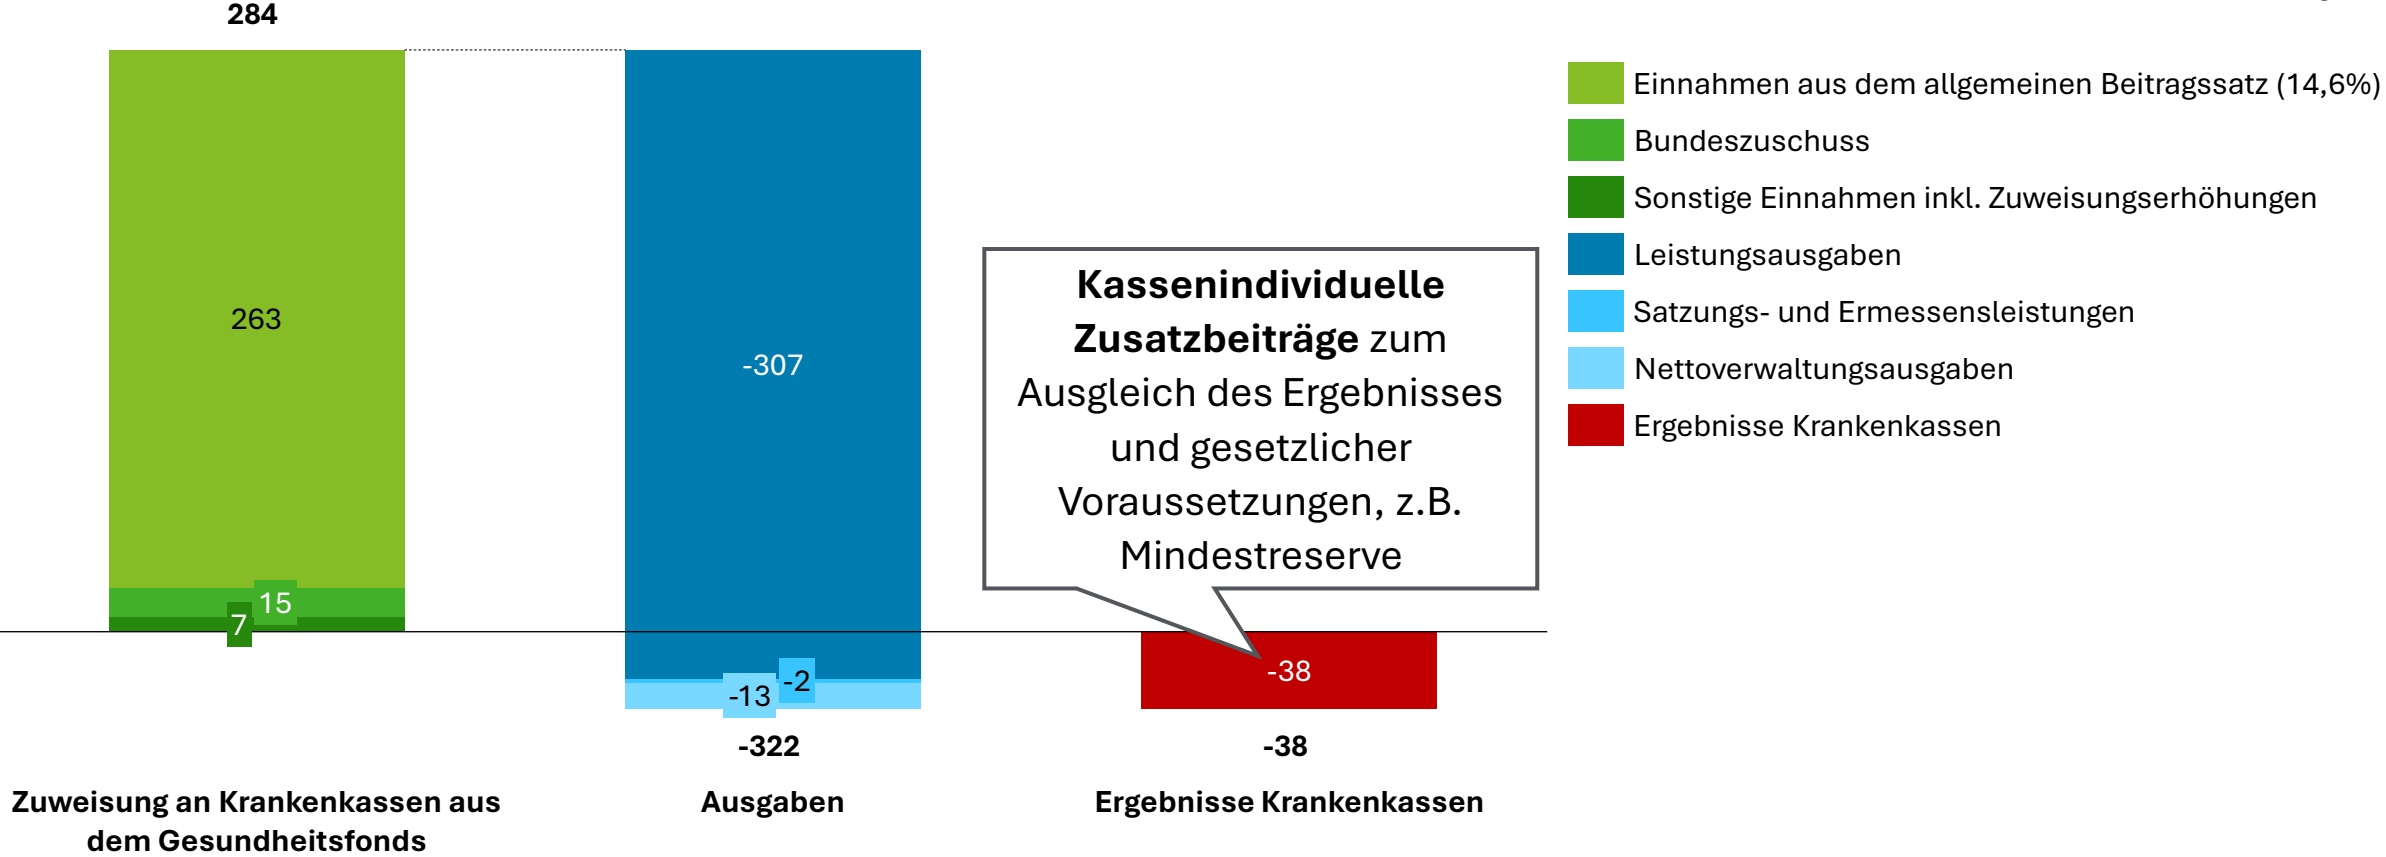 284
263
15
7
-307
-2
-13
-322
Kassenindividuelle
Zusatzbeiträge zum
Ausgleich des Ergebnisses
und gesetzlicher
Voraussetzungen, z.B.
Mindestreserve
-38
-38
Zuweisung an Krankenkassen aus
dem Gesundheitsfonds
Ausgaben
Ergebnisse Krankenkassen
Einnahmen aus dem allgemeinen Beitragssatz (14,6%)
Bundeszuschuss
Sonstige Einnahmen inkl. Zuweisungserhöhungen
Leistungsausgaben
Satzungs- und Ermessensleistungen
Nettoverwaltungsausgaben
Ergebnisse Krankenkassen